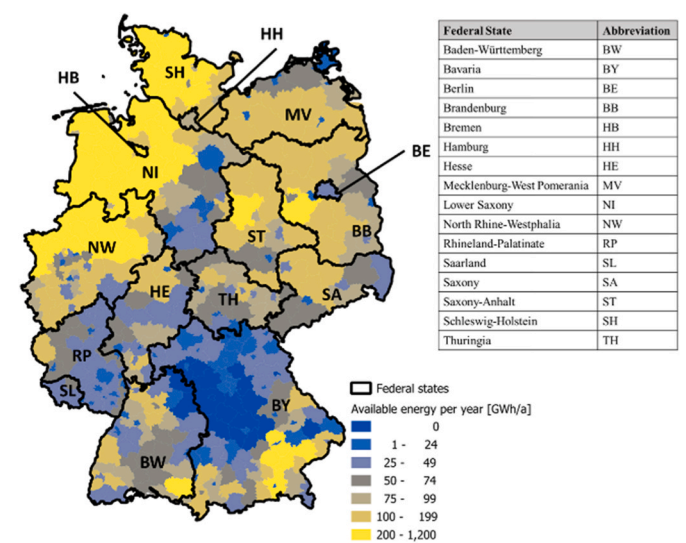 HH
SH
HB
MV
NI
BE
NW
ST
BB
HE
TH
SA
RP
SL
BY
BW
Federal states
Available energy per year [GWh/a]
0
1 - 24
25 - 49
50 - 74
75 - 99
100 - 199
200 - 1,200
Federal State Abbreviation
Baden-Württemberg BW
Bavaria BY
Berlin BE
Brandenburg BB
Bremen HB
Hamburg HH
Hesse HE
Mecklenburg-West Pomerania MV
Lower Saxony NI
North Rhine-Westphalia NW
Rhineland-Palatinate RP
Saarland SL
Saxony SA
Saxony-Anhalt ST
Schleswig-Holstein SH
Thuringia TH